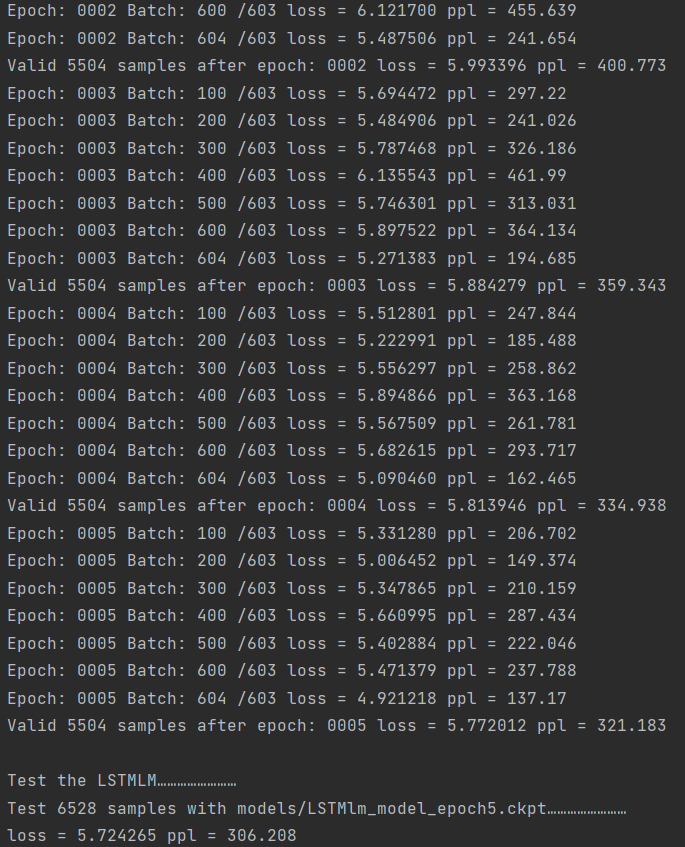 Epoch: 0002 Batch: 600 /603 loss = 6.121700 ppl = 455.639
Epoch: 0002 Batch: 604 /603 loss = 5.487506 ppl = 241.654
Valid 5504 samples after epoch: 0002 loss = 5.993396 ppl = 400.773
Epoch: 0003 Batch: 100 /603 loss = 5.694472 ppl = 297.22
Epoch: 0003 Batch: 200 /603 loss = 5.484906 ppl = 241.026
Epoch: 0003 Batch: 300 /603 loss = 5.787468 ppl = 326.186
Epoch: 0003 Batch: 400 /603 loss = 6.135543 ppl = 461.99
Epoch: 0003 Batch: 500 /603 loss = 5.746301 ppl = 313.031
Epoch: 0003 Batch: 600 /603 loss = 5.897522 ppl = 364.134
Epoch: 0003 Batch: 604 /603 loss = 5.271383 ppl = 194.685
Valid 5504 samples after epoch: 0003 loss = 5.884279 ppl = 359.343
Epoch: 0004 Batch: 100 /603 loss = 5.512801 ppl = 247.844
Epoch: 0004 Batch: 200 /603 loss = 5.222991 ppl = 185.488
Epoch: 0004 Batch: 300 /603 loss = 5.556297 ppl = 258.862
Epoch: 0004 Batch: 400 /603 loss = 5.894866 ppl = 363.168
Epoch: 0004 Batch: 500 /603 loss = 5.567509 ppl = 261.781
Epoch: 0004 Batch: 600 /603 loss = 5.682615 ppl = 293.717
Epoch: 0004 Batch: 604 /603 loss = 5.090460 ppl = 162.465
Valid 5504 samples after epoch: 0004 loss = 5.813946 ppl = 334.938
Epoch: 0005 Batch: 100 /603 loss = 5.331280 ppl = 206.702
Epoch: 0005 Batch: 200 /603 loss = 5.006452 ppl = 149.374
Epoch: 0005 Batch: 300 /603 loss = 5.347865 ppl = 210.159
Epoch: 0005 Batch: 400 /603 loss = 5.660995 ppl = 287.434
Epoch: 0005 Batch: 500 /603 loss = 5.402884 ppl = 222.046
Epoch: 0005 Batch: 600 /603 loss = 5.471379 ppl = 237.788
Epoch: 0005 Batch: 604 /603 loss = 4.921218 ppl = 137.17
Valid 5504 samples after epoch: 0005 loss = 5.772012 ppl = 321.183
Test the LSTMLM……………………
Test 6528 samples with models/LSTMlm_model_epoch5.ckpt……………………
loss = 5.724265 ppl = 306.208